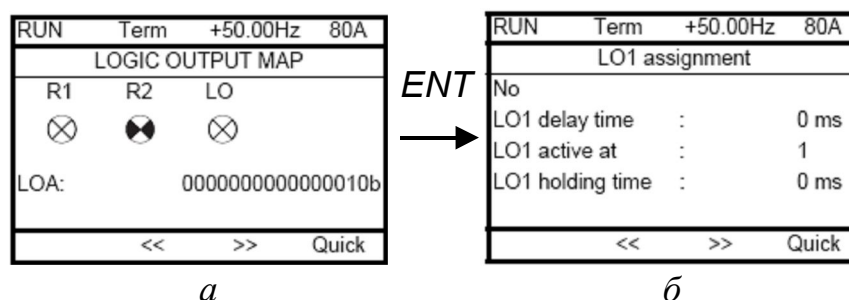 RUN Term +50.00Hz 80A
LOGIC OUTPUT MAP
R1 R2 LO
LOA: 0000000000000010b
<< >> Quick
а
ENT
RUN Term +50.00Hz 80A
LO1 assignment
No
LO1 delay time : 0 ms
LO1 active at : 1
LO1 holding time : 0 ms
<< >> Quick
б